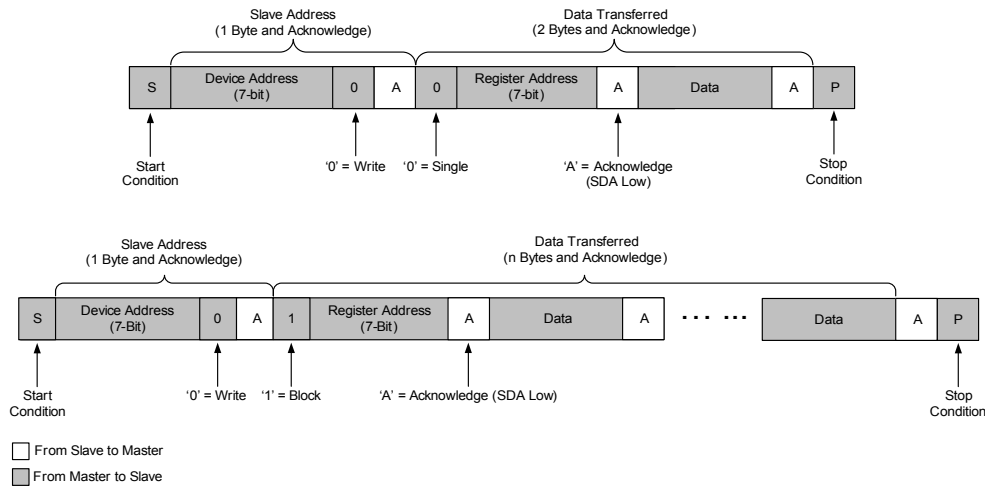 Slave Address
(1 Byte and Acknowledge)
Data Transferred
(2 Bytes and Acknowledge)
S
Device Address
(7-bit)
0
A
0
Register Address
(7-bit)
A
Data
A
P
Start
Condition
‘0’ = Write
‘0’ = Single
‘A’ = Acknowledge
(SDA Low)
Stop
Condition
Slave Address
(1 Byte and Acknowledge)
Data Transferred
(n Bytes and Acknowledge)
S
Device Address
(7-Bit)
0
A
1
Register Address
(7-Bit)
A
Data
A
... ...
Data
A
P
Start
Condition
‘0’ = Write
‘1’ = Block
‘A’ = Acknowledge (SDA Low)
Stop
Condition
From Slave to Master
From Master to Slave